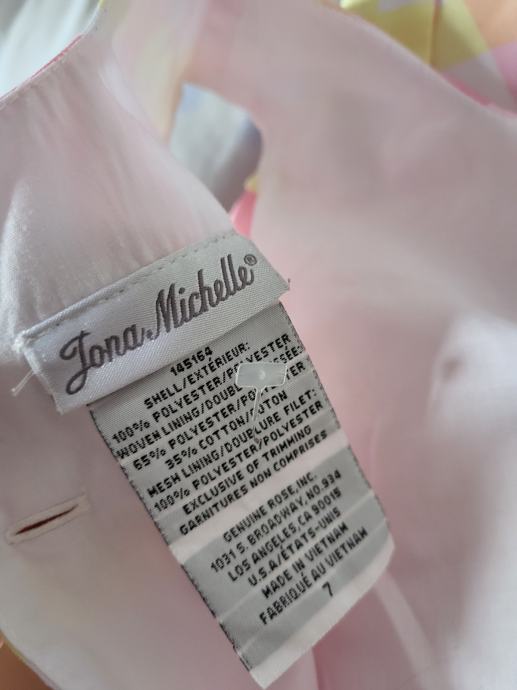 Jona Michelle®
145164
SHELL/EXTÉRIEUR:
100% POLYESTER/POLYESTER
WOVEN LINING/DOUBLURE
65% POLYESTER/POLYESTER
35% COTTON/COTON
MESH LINING/DOUBLURE FILET:
100% POLYESTER/POLYESTER
EXCLUSIVE OF TRIMMING
GARNITURES NON COMPRISES
GENUINE ROSE,INC.
1031 S. BROADWAY, NO.934
LOS ANGELES,CA 90015
U.S.A/ÉTATS-UNIS
MADE IN VIETNAM
FABRIQUÉ AU VIETNAM
7